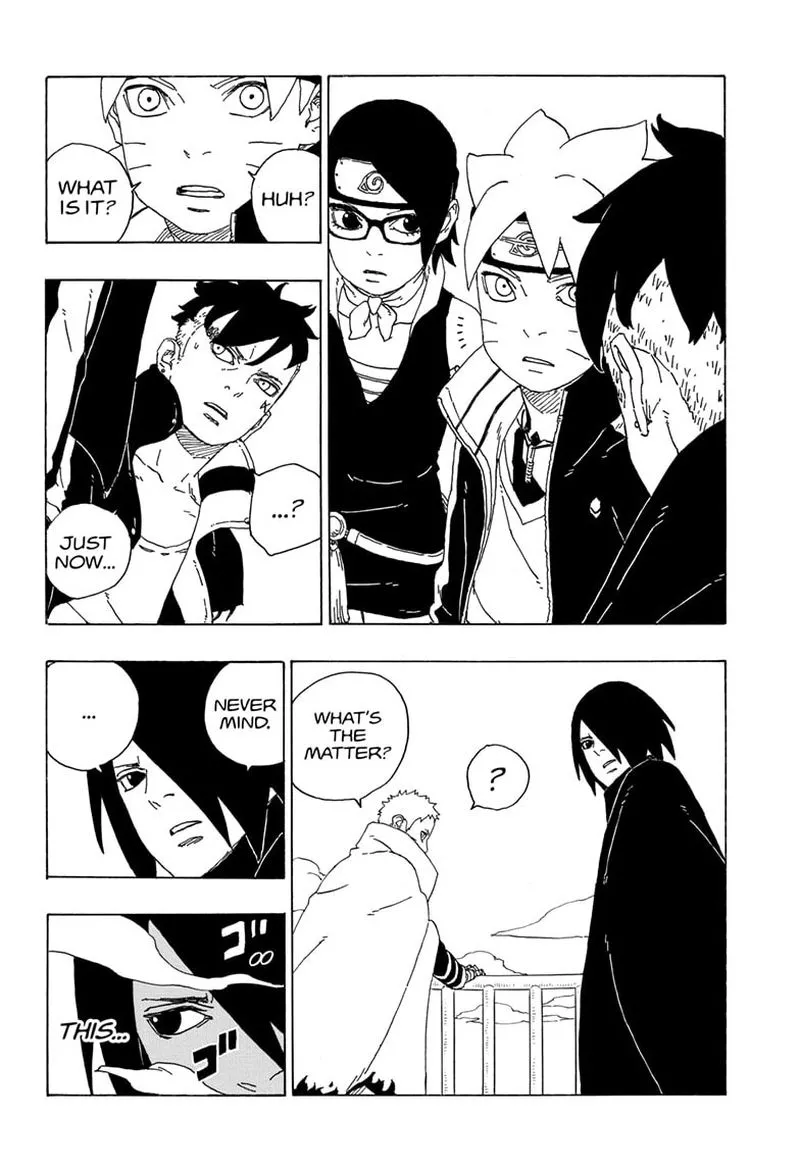 HUH?
WHAT
IS IT?
...?
JUST
NOW...
WHAT'S
THE
MATTER?
?
NEVER
MIND.
...
ゴ
THIS...
ゴ